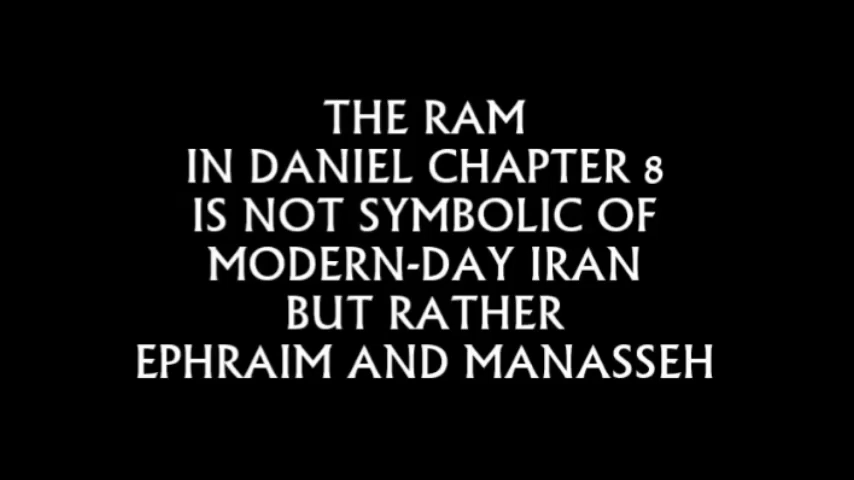 THE RAM
IN DANIEL CHAPTER 8
IS NOT SYMBOLIC OF
MODERN-DAY IRAN
BUT RATHER
EPHRAIM AND MANASSEH